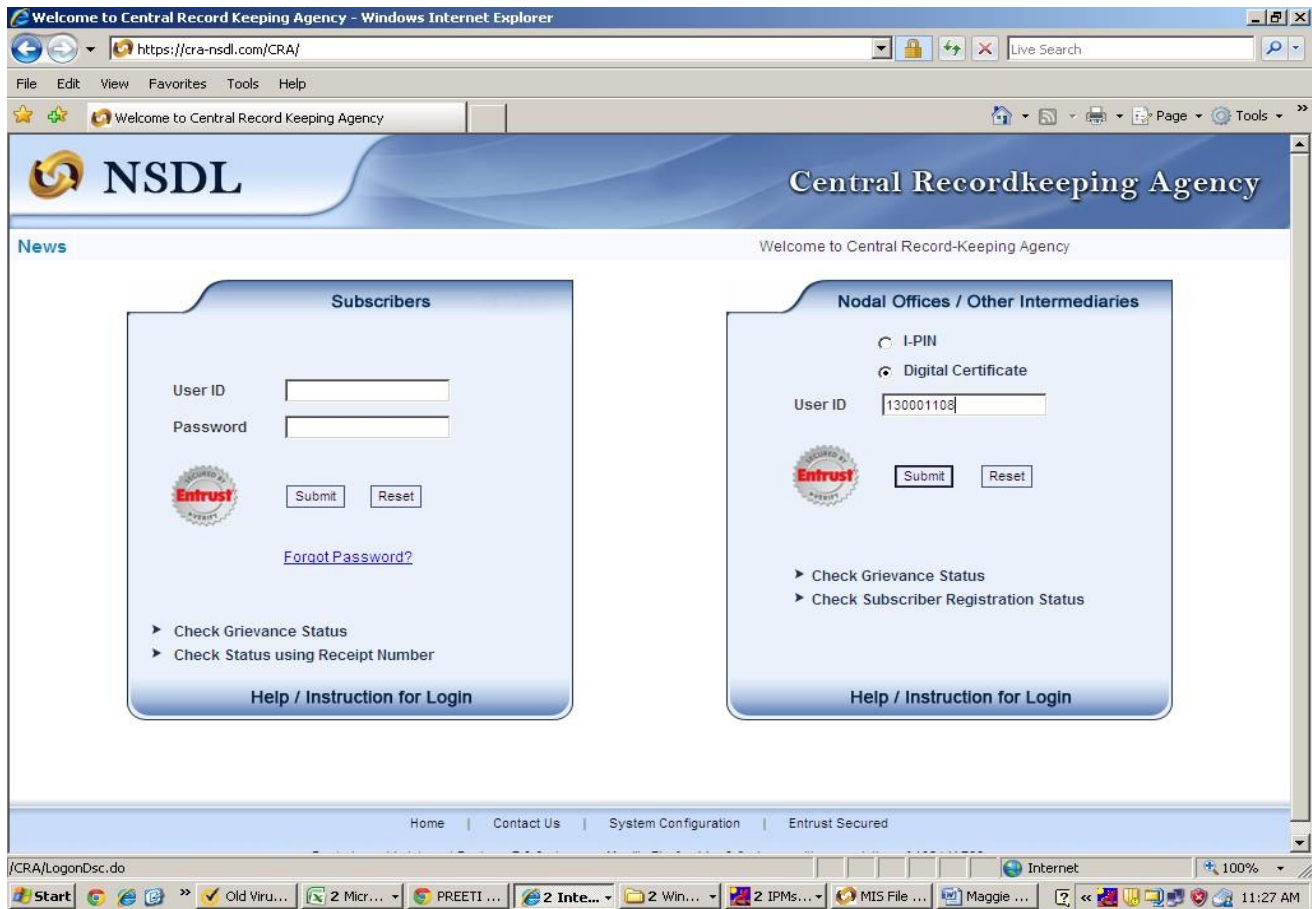 Welcome to Central Record Keeping Agency - Windows Internet Explorer
https://cra-nsdl.com/CRA/
Live Search
File Edit View Favorites Tools Help
Welcome to Central Record Keeping Agency
Page Tools
NSDL
Central Recordkeeping Agency
News
Welcome to Central Record-Keeping Agency
Subscribers
User ID
Password
SECURED BY
Entrust
VERIFY
Submit Reset
Forgot Password?
Check Grievance Status
Check Status using Receipt Number
Help / Instruction for Login
Nodal Offices / Other Intermediaries
I-PIN
Digital Certificate
User ID 130001108
SECURED BY
Entrust
VERIFY
Submit Reset
Check Grievance Status
Check Subscriber Registration Status
Help / Instruction for Login
Home | Contact Us | System Configuration | Entrust Secured
/CRA/LogonDsc.do
Internet
100%
Start
Old Viru...
2 Micr...
PREETI ...
2 Inte...
2 Win...
2 IPMs...
MIS File ...
Maggie ...
11:27 AM